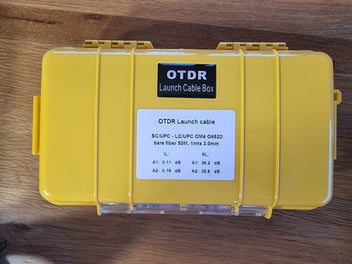 OTDR
Launch Cable Box
OTDR Launch cable
SC/UPC - LC/UPC OM4 G652D
bare fiber 50M, 1mts 3.0mm
IL: RL:
A1: 0.11 dB A1: 36.2 dB
A2: 0.16 dB A2: 35.8 dB